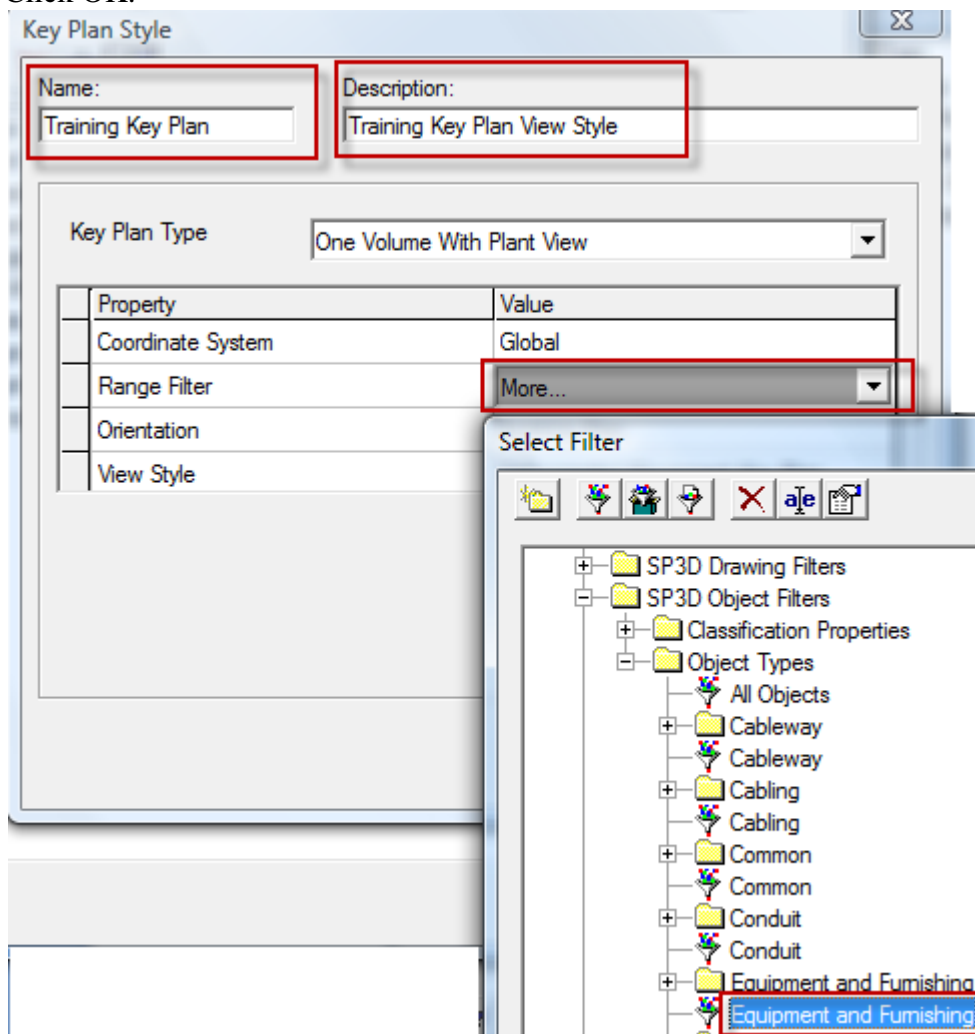 Click OK.
Key Plan Style
Name:
Description:
Training Key Plan
Training Key Plan View Style
Key Plan Type
One Volume With Plant View
Property
Value
Coordinate System
Global
Range Filter
More...
Orientation
View Style
Select Filter
SP3D Drawing Filters
SP3D Object Filters
Classification Properties
Object Types
All Objects
Cableway
Cableway
Cabling
Cabling
Common
Common
Conduit
Conduit
Equipment and Furnishing
Equipment and Furnishing